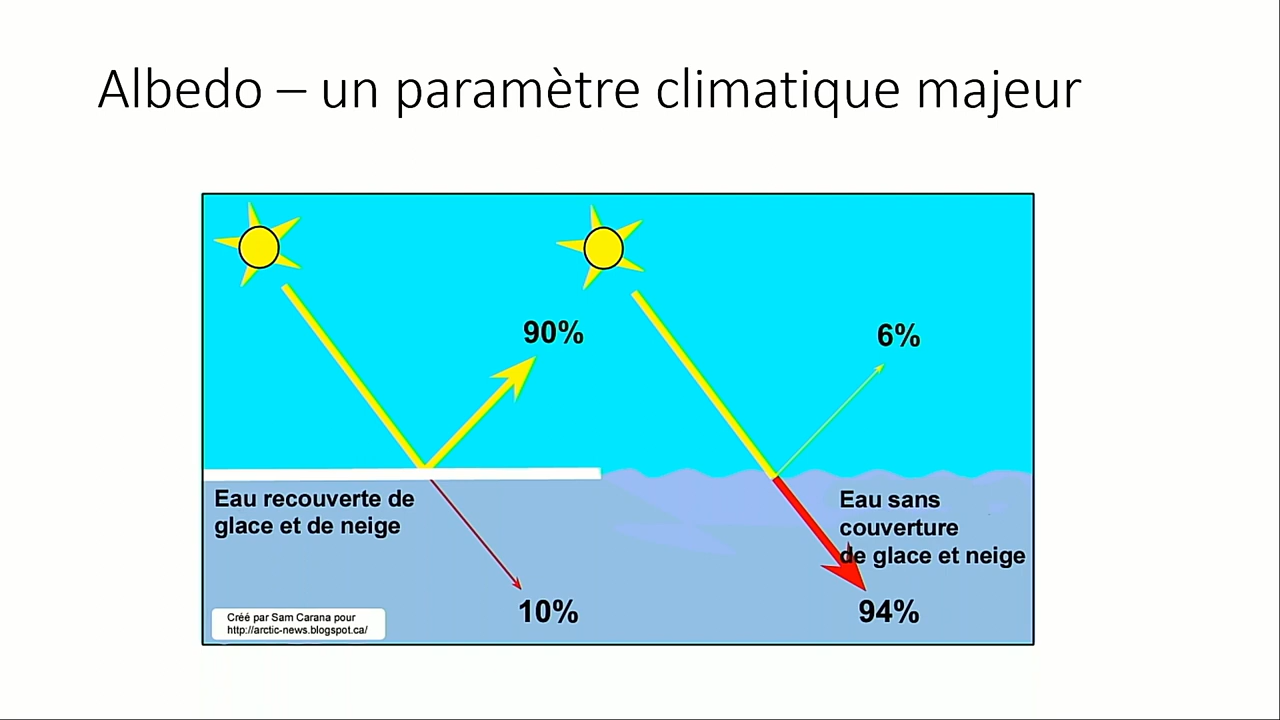 Albedo – un paramètre climatique majeur
90%
6%
Eau recouverte de
glace et de neige
Eau sans
couverture
de glace et neige
10%
94%
Créé par Sam Carana pour
http://arctic-news.blogspot.ca/